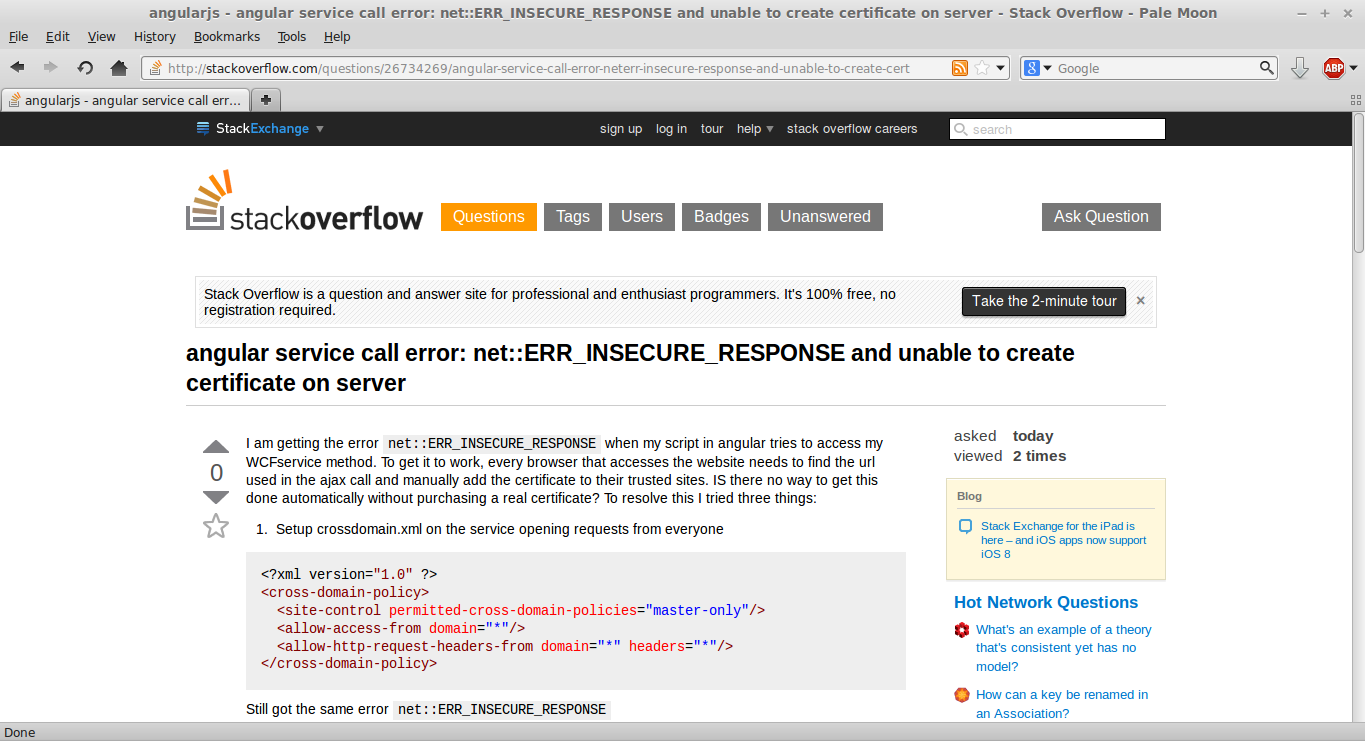 angularjs - angular service call error: net::ERR_INSECURE_RESPONSE and unable to create certificate on server - Stack Overflow - Pale Moon
File Edit View History Bookmarks Tools Help
http://stackoverflow.com/questions/26734269/angular-service-call-error-neterr-insecure-response-and-unable-to-create-cert
8 Google
ABP
angularjs - angular service call err...
StackExchange
sign up log in tour help stack overflow careers
search
stackoverflow
Questions Tags Users Badges Unanswered Ask Question
Stack Overflow is a question and answer site for professional and enthusiast programmers. It's 100% free, no
registration required.
Take the 2-minute tour ×
angular service call error: net::ERR_INSECURE_RESPONSE and unable to create
certificate on server
0
I am getting the error net::ERR_INSECURE_RESPONSE when my script in angular tries to access my
WCFservice method. To get it to work, every browser that accesses the website needs to find the url
used in the ajax call and manually add the certificate to their trusted sites. IS there no way to get this
done automatically without purchasing a real certificate? To resolve this I tried three things:
1. Setup crossdomain.xml on the service opening requests from everyone
<?xml version="1.0" ?>
<cross-domain-policy>
<site-control permitted-cross-domain-policies="master-only"/>
<allow-access-from domain="*"/>
<allow-http-request-headers-from domain="*" headers="*"/>
</cross-domain-policy>
Still got the same error net::ERR_INSECURE_RESPONSE
asked today
viewed 2 times
Blog
Stack Exchange for the iPad is
here – and iOS apps now support
iOS 8
Hot Network Questions
What's an example of a theory
that's consistent yet has no
model?
How can a key be renamed in
an Association?
Done